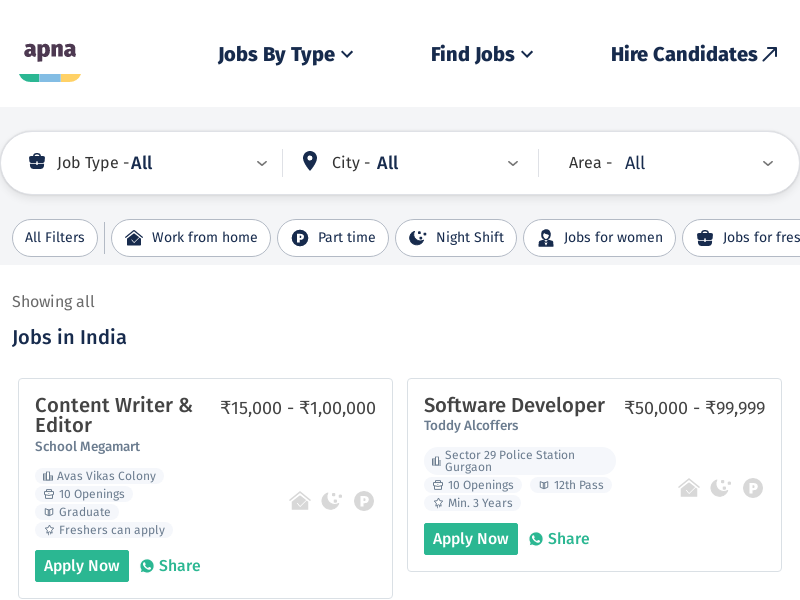 apna
Jobs By Type
Find Jobs
Hire Candidates
Job Type - All
City - All
Area - All
All Filters
Work from home
Part time
Night Shift
Jobs for women
Jobs for fres
Showing all
Jobs in India
Content Writer &
Editor
₹15,000 - ₹1,00,000
School Megamart
Avas Vikas Colony
10 Openings
Graduate
Freshers can apply
Apply Now
Share
Software Developer
₹50,000 - ₹99,999
Toddy Alcoffers
Sector 29 Police Station
Gurgaon
10 Openings
12th Pass
Min. 3 Years
Apply Now
Share